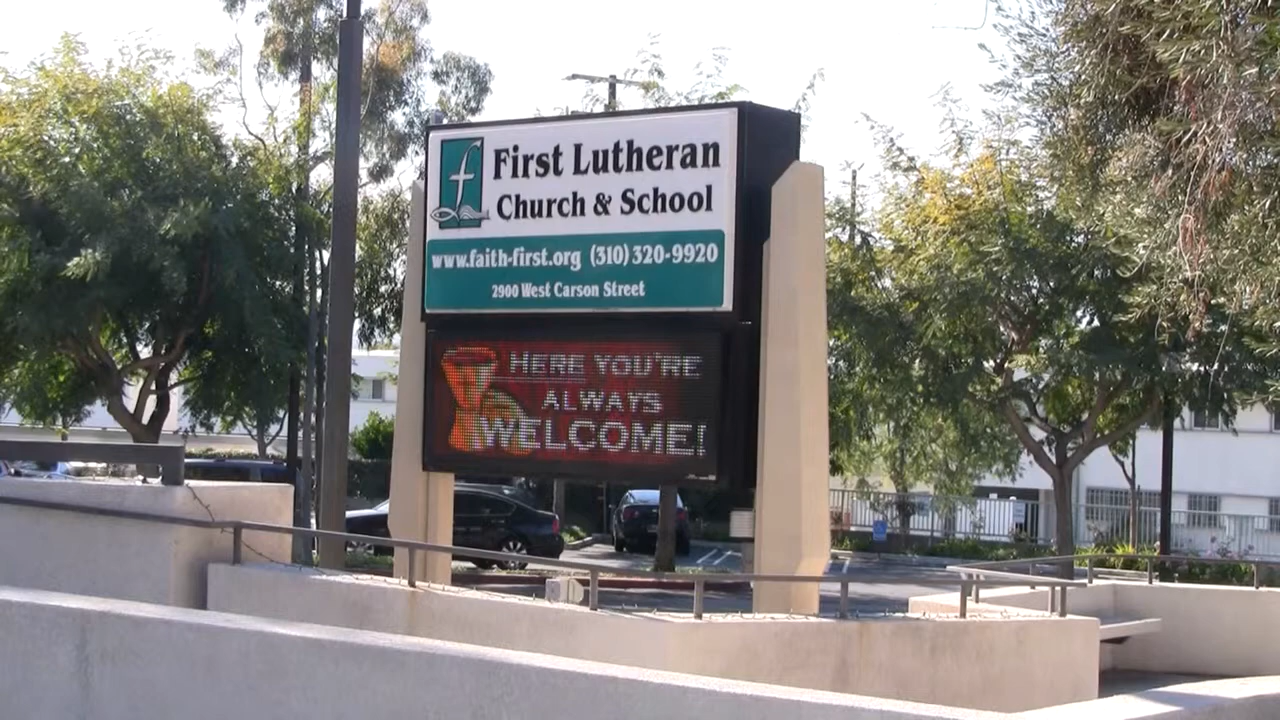 First Lutheran
Church & School
www.faith-first.org (310) 320-9920
2900 West Carson Street
HERE YOU'RE
ALWAYS
WELCOME!